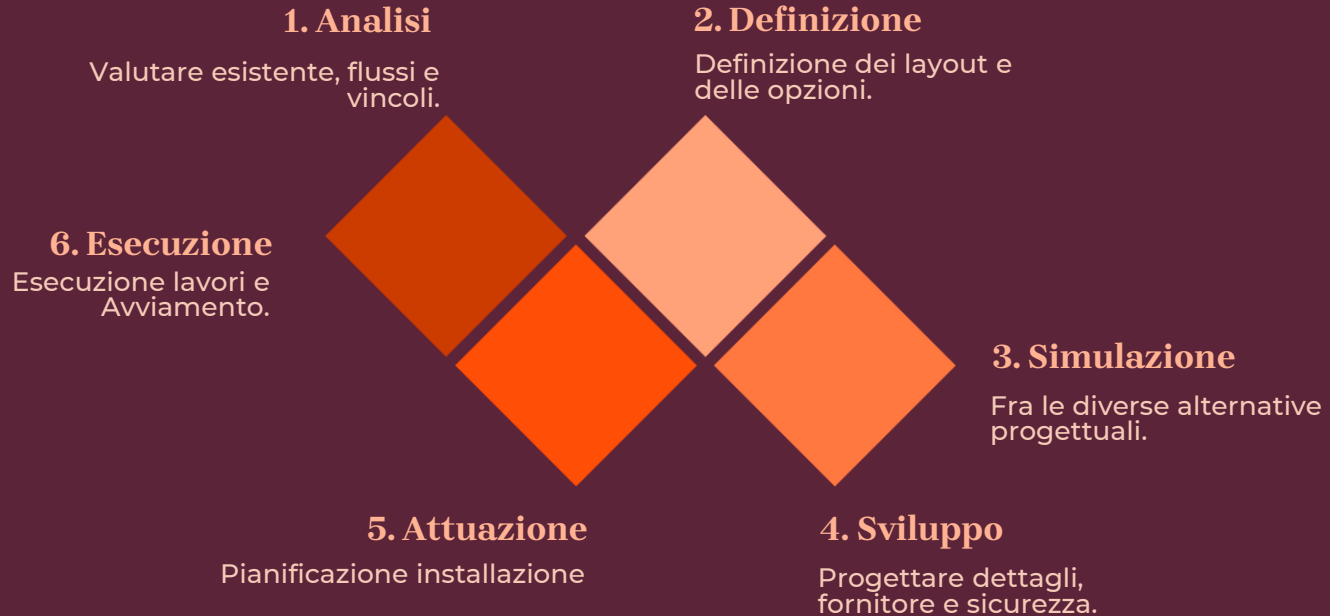 1. Analisi
Valutare esistente, flussi e
vincoli.
2. Definizione
Definizione dei layout e
delle opzioni.
3. Simulazione
Fra le diverse alternative
progettuali.
4. Sviluppo
Progettare dettagli,
fornitore e sicurezza.
5. Attuazione
Pianificazione installazione
6. Esecuzione
Esecuzione lavori e
Avviamento.